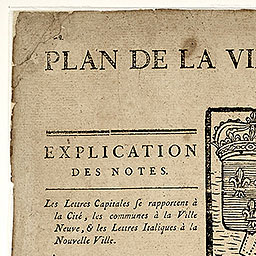 PLAN DE LA VI
EXPLICATION
DES NOTES.
Les Lettres Capitales se rapportent à
la Cité, les communes à la Ville
Neuve, & les Lettres Italiques à la
Nouvelle Ville.